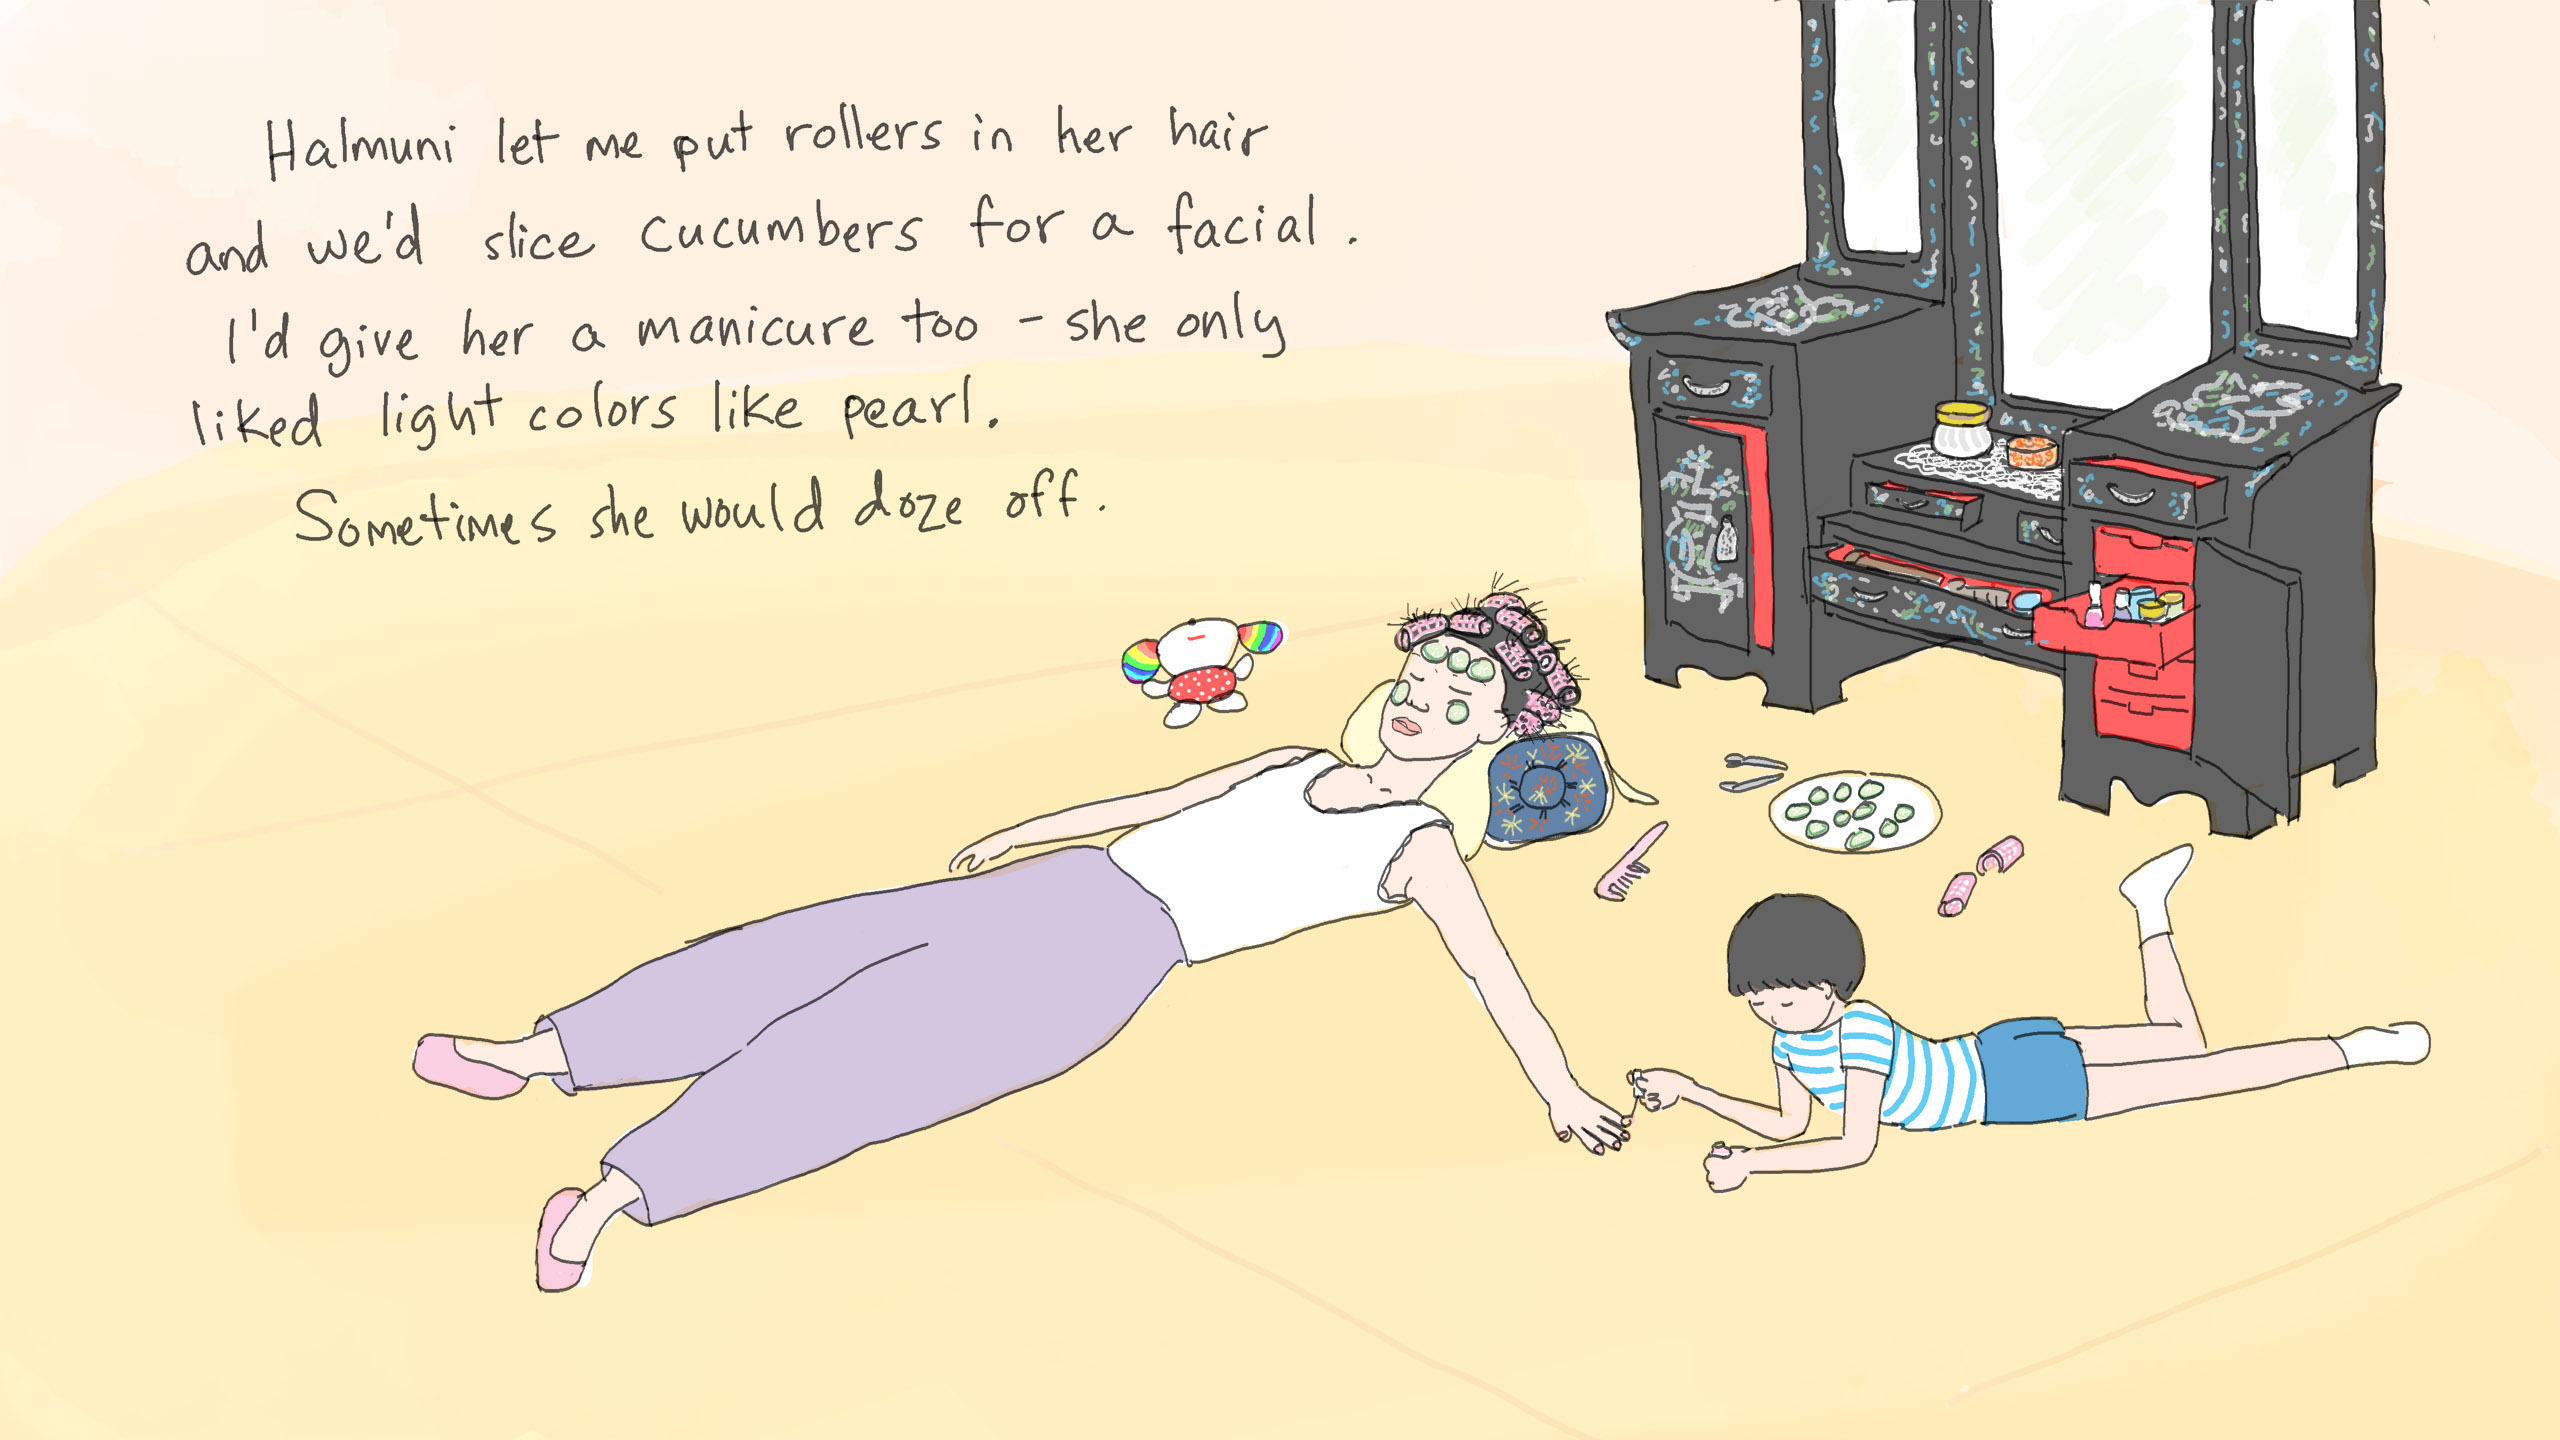 Halmuni let me put rollers in her hair
and we'd slice cucumbers for a facial.
I'd give her a manicure too - she only
liked light colors like pearl.
Sometimes she would doze off.